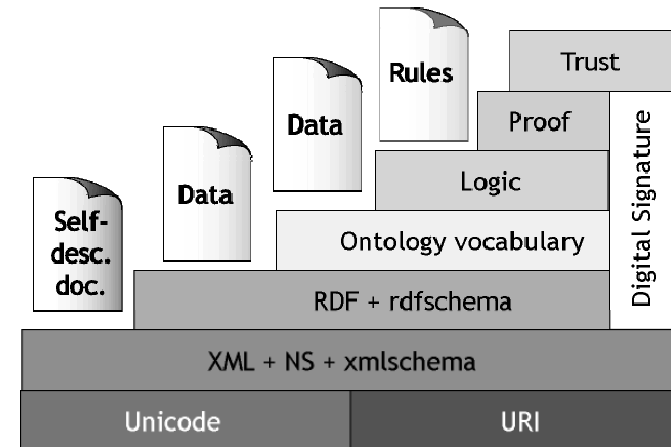 Rules
Trust
Data
Proof
Data
Logic
Digital Signature
Self-
desc.
doc.
Ontology vocabulary
RDF + rdfschema
XML + NS + xmlschema
Unicode
URI